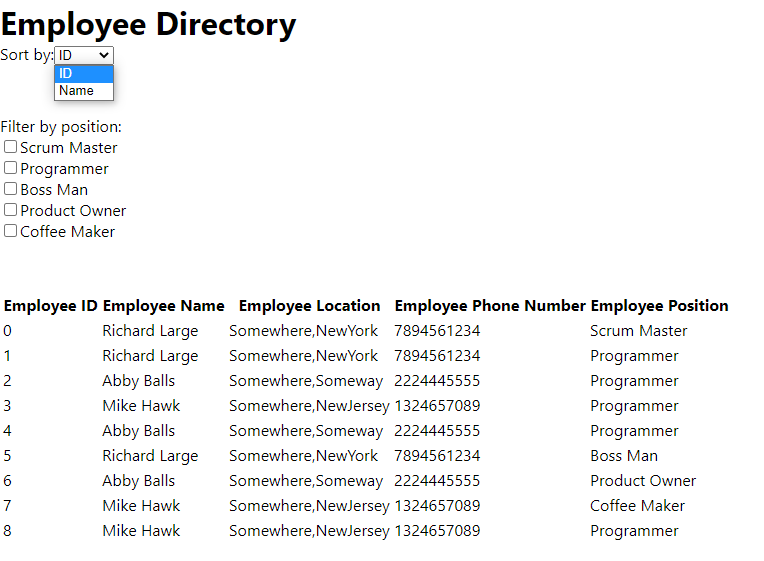 Employee Directory
Sort by: ID
ID
Name
Filter by position:
Scrum Master
Programmer
Boss Man
Product Owner
Coffee Maker
Employee ID Employee Name Employee Location Employee Phone Number Employee Position
0 Richard Large Somewhere,NewYork 7894561234 Scrum Master
1 Richard Large Somewhere,NewYork 7894561234 Programmer
2 Abby Balls Somewhere,Someway 2224445555 Programmer
3 Mike Hawk Somewhere,NewJersey 1324657089 Programmer
4 Abby Balls Somewhere,Someway 2224445555 Programmer
5 Richard Large Somewhere,NewYork 7894561234 Boss Man
6 Abby Balls Somewhere,Someway 2224445555 Product Owner
7 Mike Hawk Somewhere,NewJersey 1324657089 Coffee Maker
8 Mike Hawk Somewhere,NewJersey 1324657089 Programmer